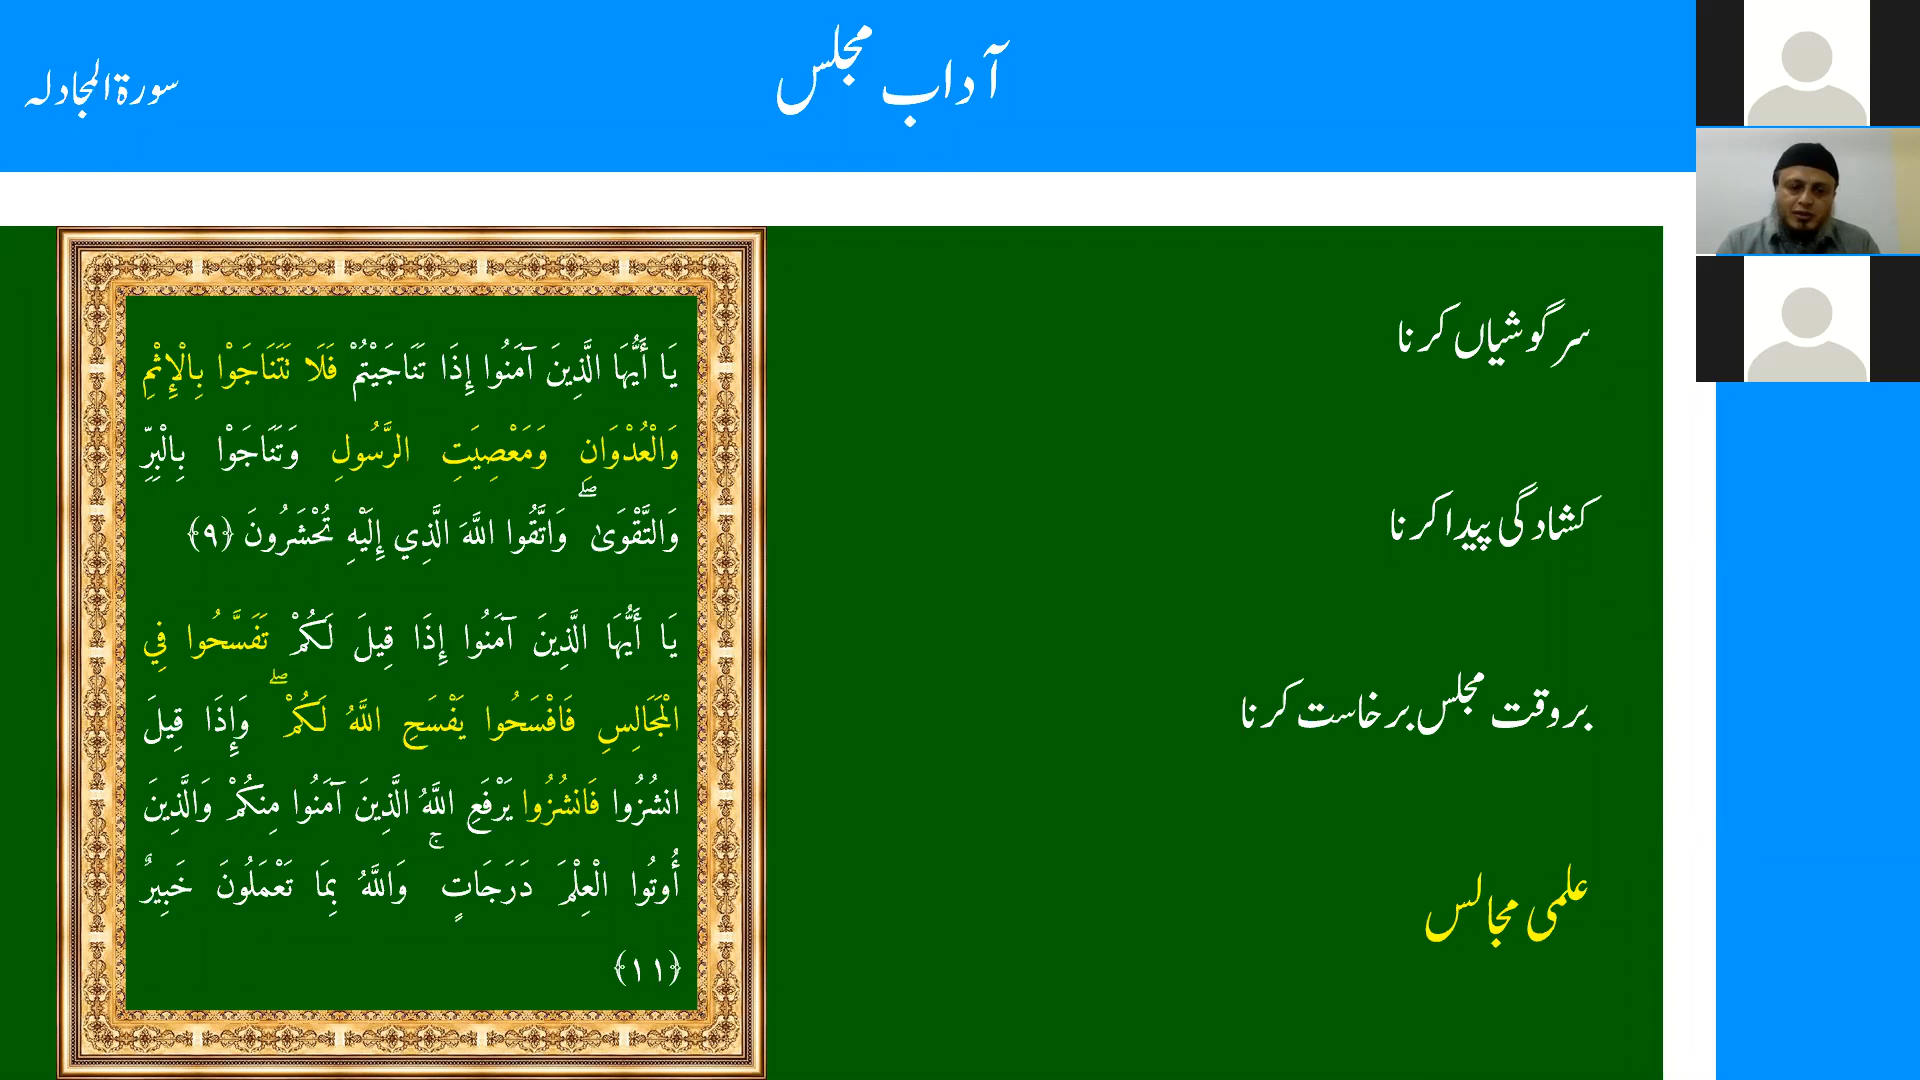 آداب مجلس
سورۃ المجادلہ
سرگوشیاں کرنا
کشادگی پیدا کرنا
بروقت مجلس برخاست کرنا
علمی مجالس
يَا أَيُّهَا الَّذِينَ آمَنُوا إِذَا تَنَاجَيْتُمْ فَلَا تَتَنَاجَوْا بِالْإِثْمِ
وَالْعُدْوَانِ وَمَعْصِيَتِ الرَّسُولِ وَتَنَاجَوْا بِالْبِرِّ
وَالتَّقْوَىٰ ۖ وَاتَّقُوا اللَّهَ الَّذِي إِلَيْهِ تُحْشَرُونَ ﴿٩﴾
يَا أَيُّهَا الَّذِينَ آمَنُوا إِذَا قِيلَ لَكُمْ تَفَسَّحُوا فِي
الْمَجَالِسِ فَافْسَحُوا يَفْسَحِ اللَّهُ لَكُمْ ۖ وَإِذَا قِيلَ
انشُزُوا فَانشُزُوا يَرْفَعِ اللَّهُ الَّذِينَ آمَنُوا مِنكُمْ وَالَّذِينَ
أُوتُوا الْعِلْمَ دَرَجَاتٍ ۚ وَاللَّهُ بِمَا تَعْمَلُونَ خَبِيرٌ
﴿١١﴾